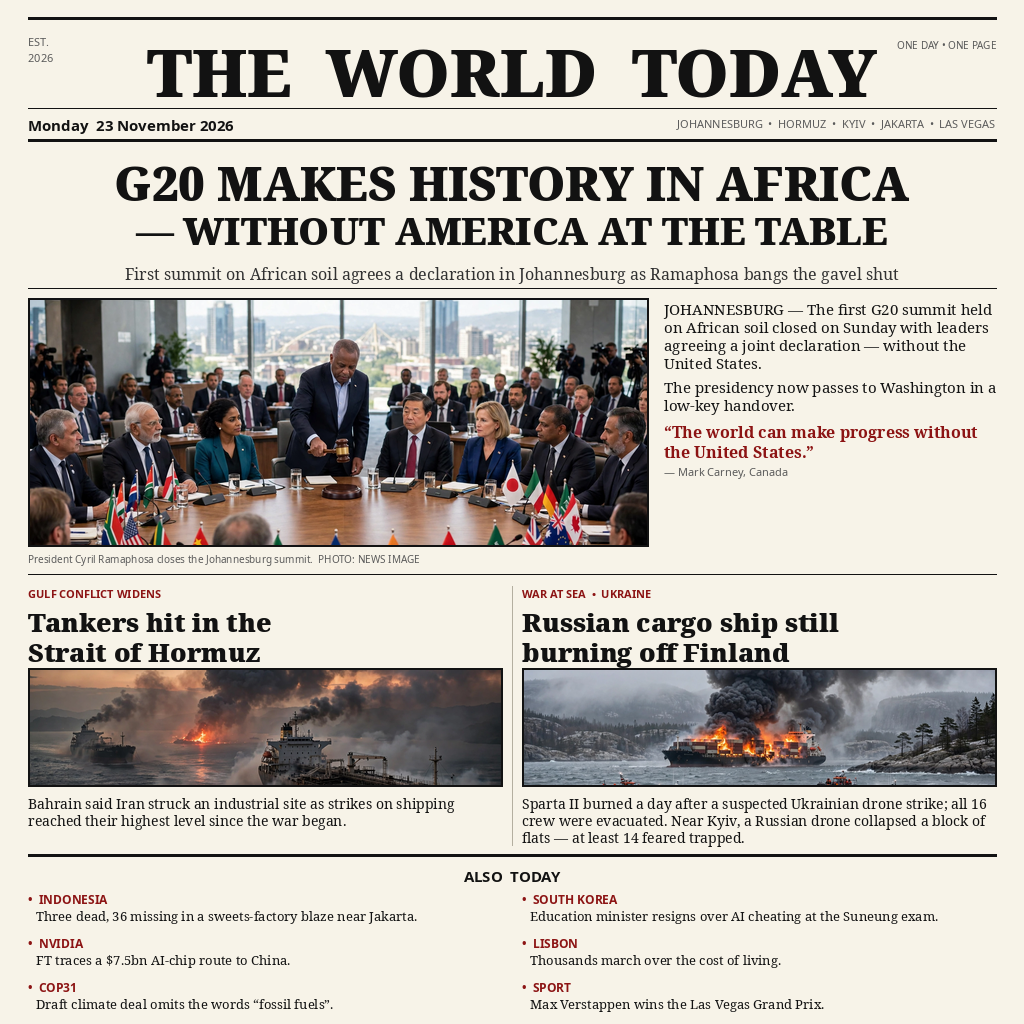 EST.
2026
THE WORLD TODAY
ONE DAY • ONE PAGE
Monday 23 November 2026
JOHANNESBURG • HORMUZ • KYIV • JAKARTA • LAS VEGAS
G20 MAKES HISTORY IN AFRICA
— WITHOUT AMERICA AT THE TABLE
First summit on African soil agrees a declaration in Johannesburg as Ramaphosa bangs the gavel shut
JOHANNESBURG — The first G20 summit held
on African soil closed on Sunday with leaders
agreeing a joint declaration — without the
United States.
The presidency now passes to Washington in a
low-key handover.
“The world can make progress without
the United States.”
— Mark Carney, Canada
President Cyril Ramaphosa closes the Johannesburg summit. PHOTO: NEWS IMAGE
GULF CONFLICT WIDENS
Tankers hit in the
Strait of Hormuz
Bahrain said Iran struck an industrial site as strikes on shipping
reached their highest level since the war began.
WAR AT SEA • UKRAINE
Russian cargo ship still
burning off Finland
Sparta II burned a day after a suspected Ukrainian drone strike; all 16
crew were evacuated. Near Kyiv, a Russian drone collapsed a block of
flats — at least 14 feared trapped.
ALSO TODAY
• INDONESIA
Three dead, 36 missing in a sweets-factory blaze near Jakarta.
• NVIDIA
FT traces a $7.5bn AI-chip route to China.
• COP31
Draft climate deal omits the words “fossil fuels”.
• SOUTH KOREA
Education minister resigns over AI cheating at the Suneung exam.
• LISBON
Thousands march over the cost of living.
• SPORT
Max Verstappen wins the Las Vegas Grand Prix.